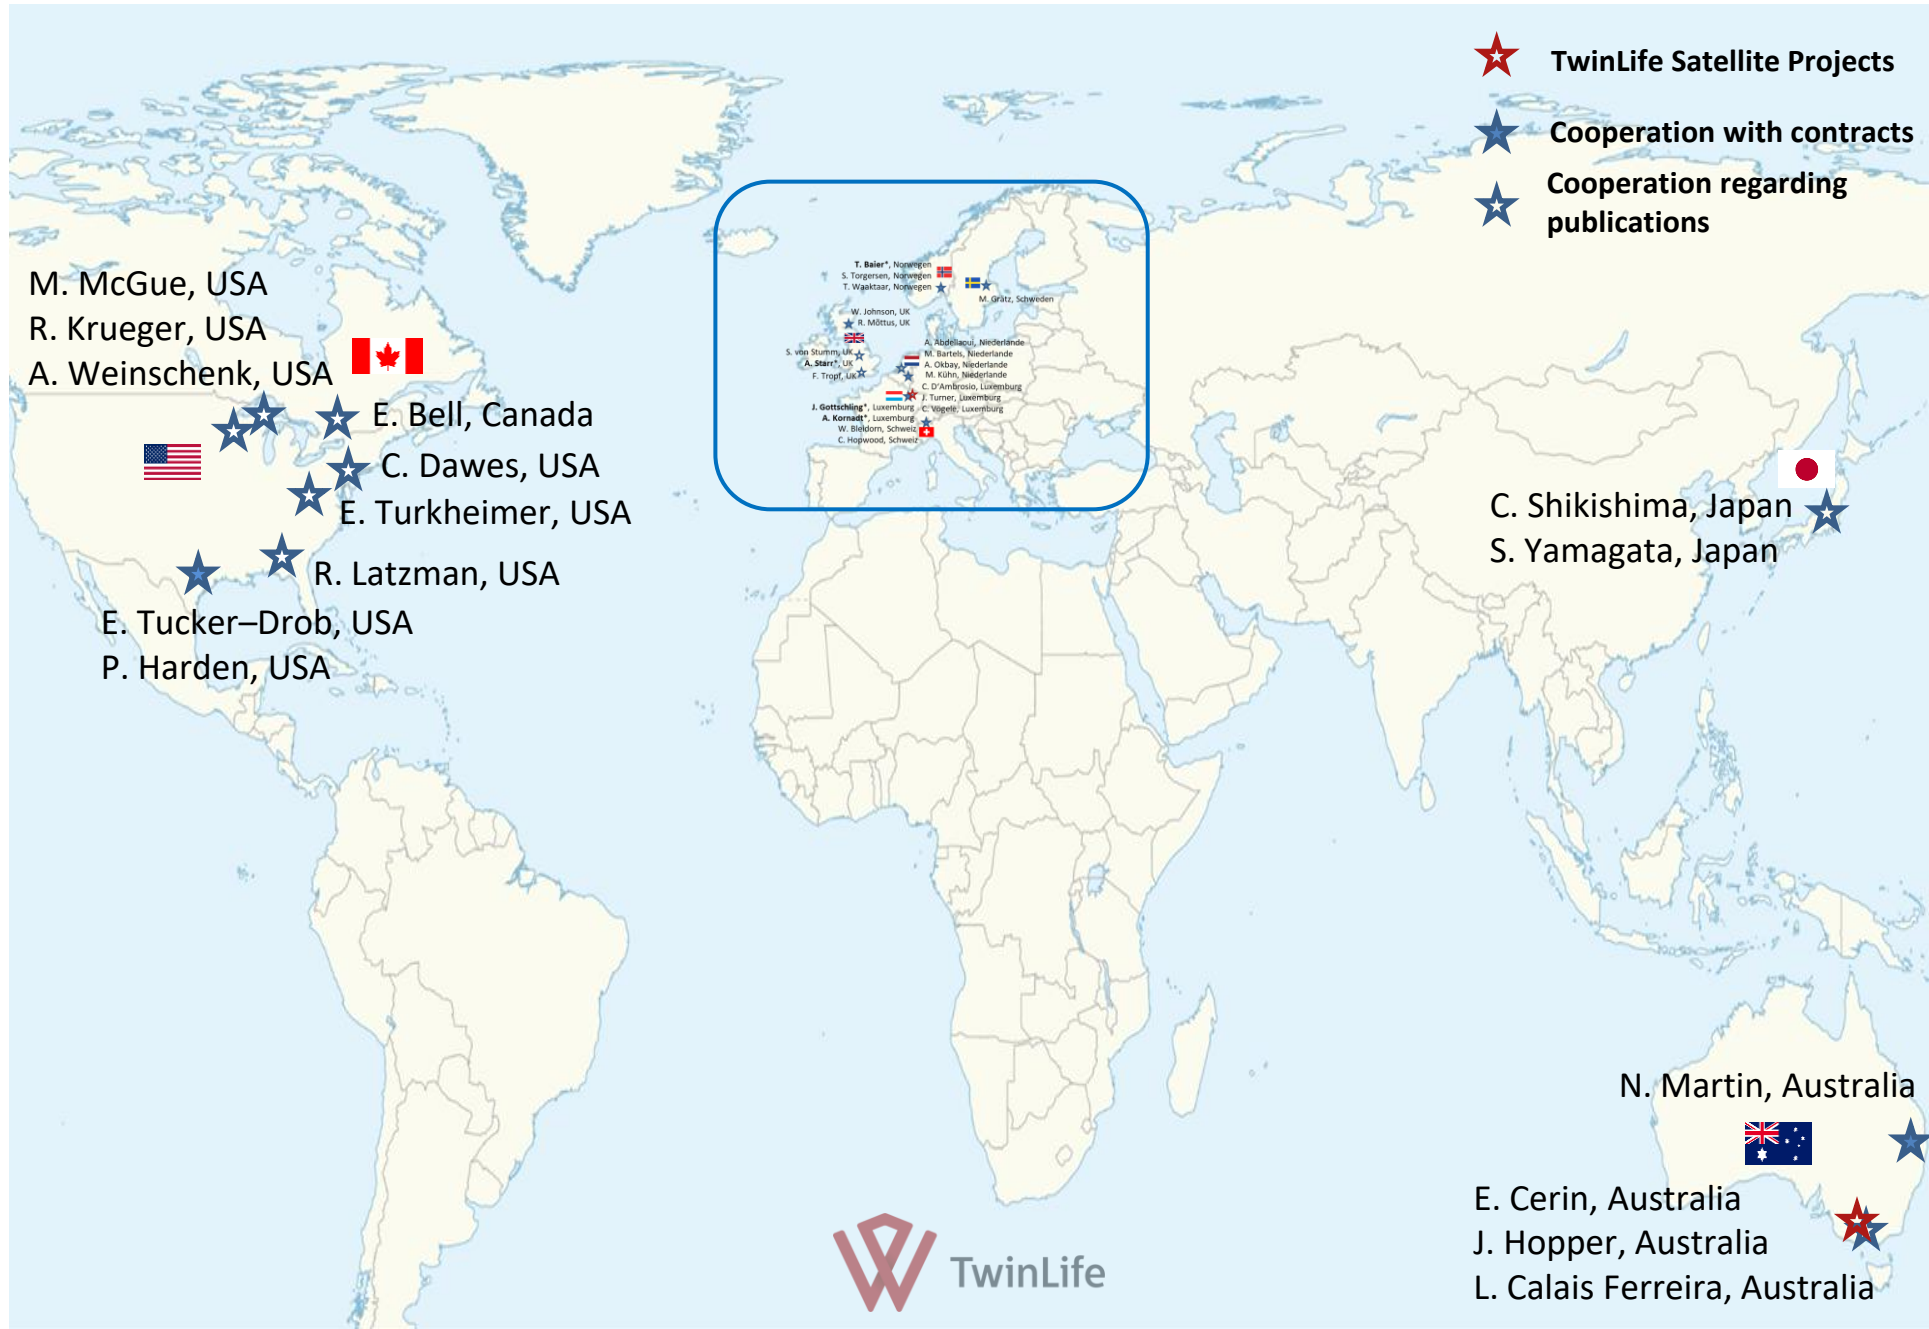 TwinLife Satellite Projects
Cooperation with contracts
Cooperation regarding
publications
M. McGue, USA
R. Krueger, USA
A. Weinschenk, USA
E. Bell, Canada
C. Dawes, USA
E. Turkheimer, USA
R. Latzman, USA
E. Tucker–Drob, USA
P. Harden, USA
T. Baier*, Norwegen
S. Torgersen, Norwegen
T. Waaktaar, Norwegen
M. Grätz, Schweden
W. Johnson, UK
R. Mõttus, UK
S. von Stumm, UK
A. Starr*, UK
F. Tropf, UK
A. Abdellaoui, Niederlande
M. Bartels, Niederlande
A. Okbay, Niederlande
M. Kühn, Niederlande
C. D'Ambrosio, Luxemburg
J. Turner, Luxemburg
C. Vögele, Luxemburg
J. Gottschling*, Luxemburg
A. Kornadt*, Luxemburg
W. Bleidorn, Schweiz
C. Hopwood, Schweiz
C. Shikishima, Japan
S. Yamagata, Japan
N. Martin, Australia
E. Cerin, Australia
J. Hopper, Australia
L. Calais Ferreira, Australia
TwinLife